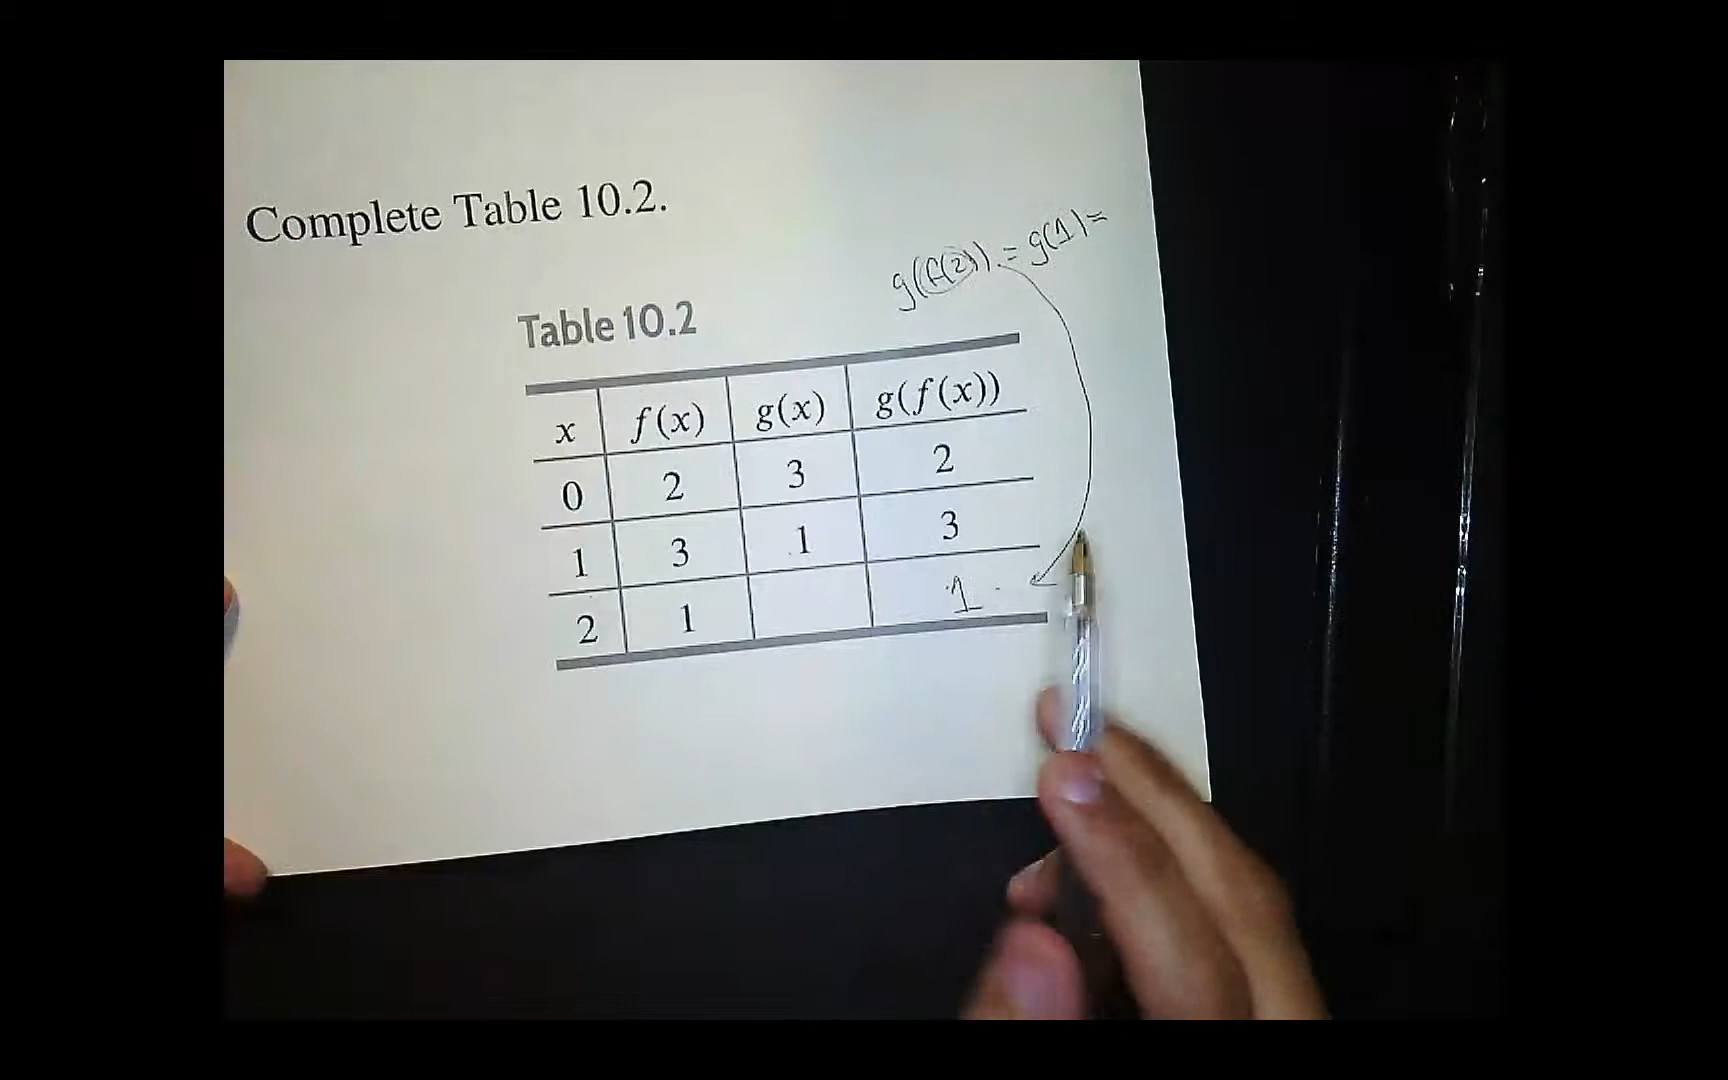 Complete Table 10.2.
g(f(2)) = g(1) =
Table 10.2
x f(x) g(x) g(f(x))
0 2 3 2
1 3 1 3
2 1 1